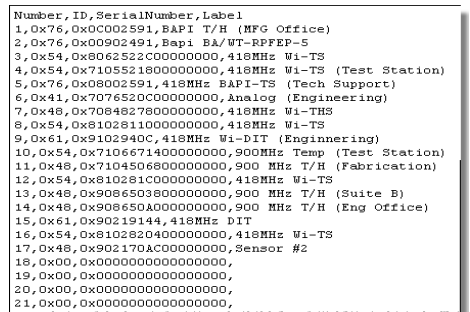 Number,ID,SerialNumber,Label
1,0x76,0x0C002591,BAPI T/H (MFG Office)
2,0x76,0x00902491,Bapi BA/WT-RPFEP-5
3,0x54,0x8062522C00000000,418MHz Wi-TS
4,0x54,0x7105521800000000,418MHz Wi-TS (Test Station)
5,0x76,0x08002591,418MHz BAPI-TS (Tech Support)
6,0x41,0x7076520C00000000,Analog (Engineering)
7,0x48,0x7084827800000000,418MHz Wi-THS
8,0x54,0x8102811000000000,418MHz Wi-TS
9,0x61,0x9102940C,418MHz Wi-DIT (Enginnering)
10,0x54,0x7106671400000000,900MHz Temp (Test Station)
11,0x48,0x7104506800000000,900 MHz T/H (Fabrication)
12,0x54,0x810281C000000000,418MHz Wi-TS
13,0x48,0x9086503800000000,900 MHz T/H (Suite B)
14,0x48,0x908650A000000000,900 MHz T/H (Eng Office)
15,0x61,0x90219144,418MHz DIT
16,0x54,0x8102820400000000,418MHz Wi-TS
17,0x48,0x902170AC00000000,Sensor #2
18,0x00,0x0000000000000000,
19,0x00,0x0000000000000000,
20,0x00,0x0000000000000000,
21,0x00,0x0000000000000000,